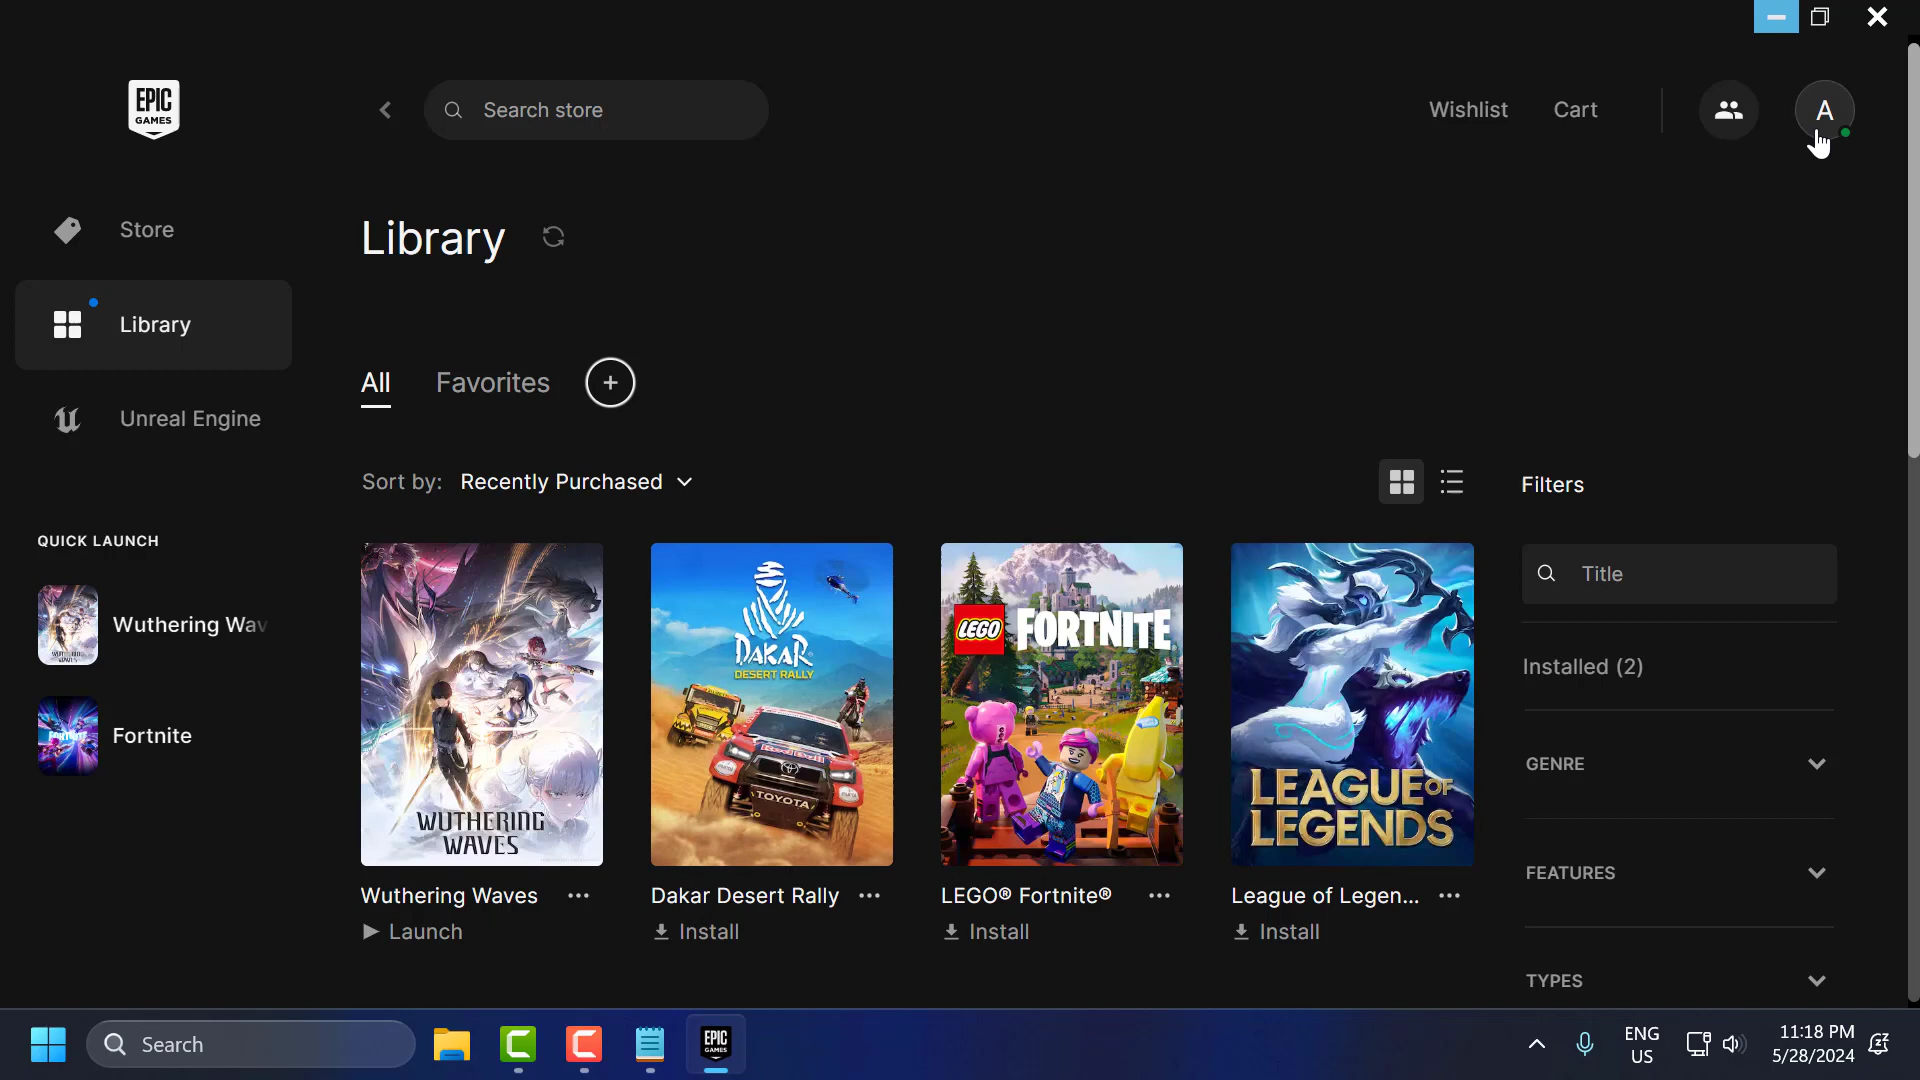 EPIC
GAMES
Search store
Wishlist
Cart
A
Store
Library
Library
Unreal Engine
All
Favorites
Sort by: Recently Purchased
Filters
QUICK LAUNCH
Wuthering Wav
Fortnite
WUTHERING
WAVES
DAKAR
DESERT RALLY
TOYOTA
LEGO FORTNITE
LEAGUE OF
LEGENDS
Wuthering Waves
Launch
Dakar Desert Rally
Install
LEGO® Fortnite®
Install
League of Legen...
Install
Title
Installed (2)
GENRE
FEATURES
TYPES
Search
EPIC
GAMES
ENG
US
11:18 PM
5/28/2024